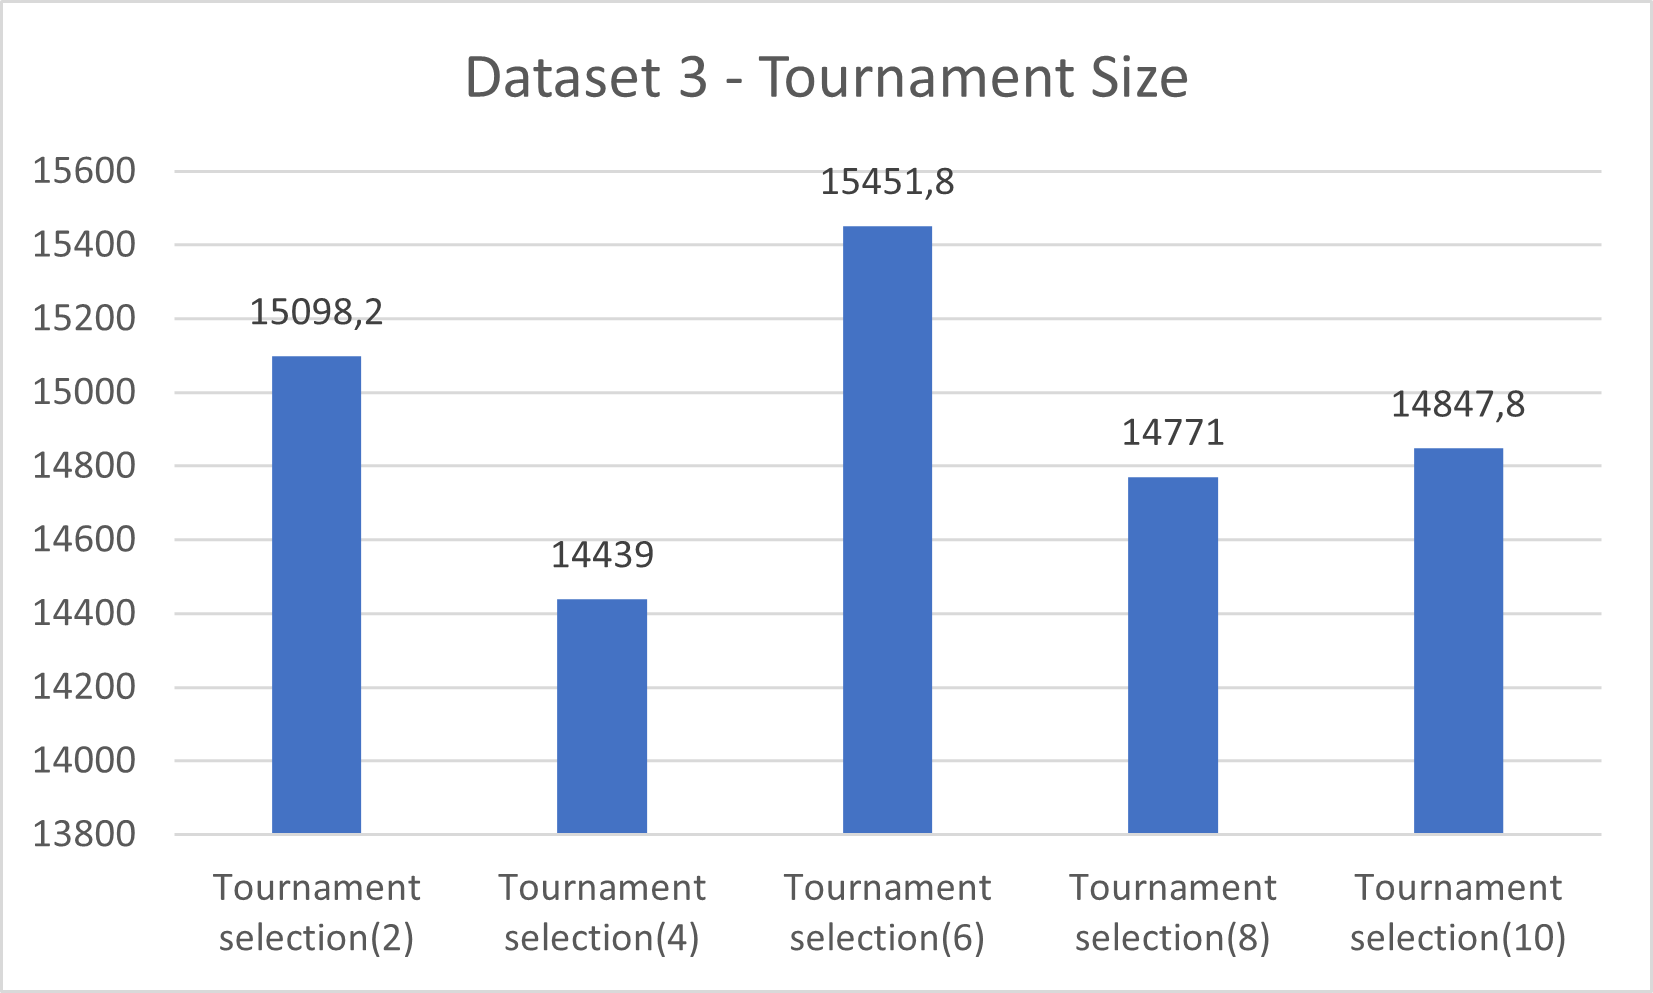 Dataset 3 - Tournament Size
15600
15400
15200
15000
14800
14600
14400
14200
14000
13800
15098,2
14439
15451,8
14771
14847,8
Tournament
selection(2)
Tournament
selection(4)
Tournament
selection(6)
Tournament
selection(8)
Tournament
selection(10)